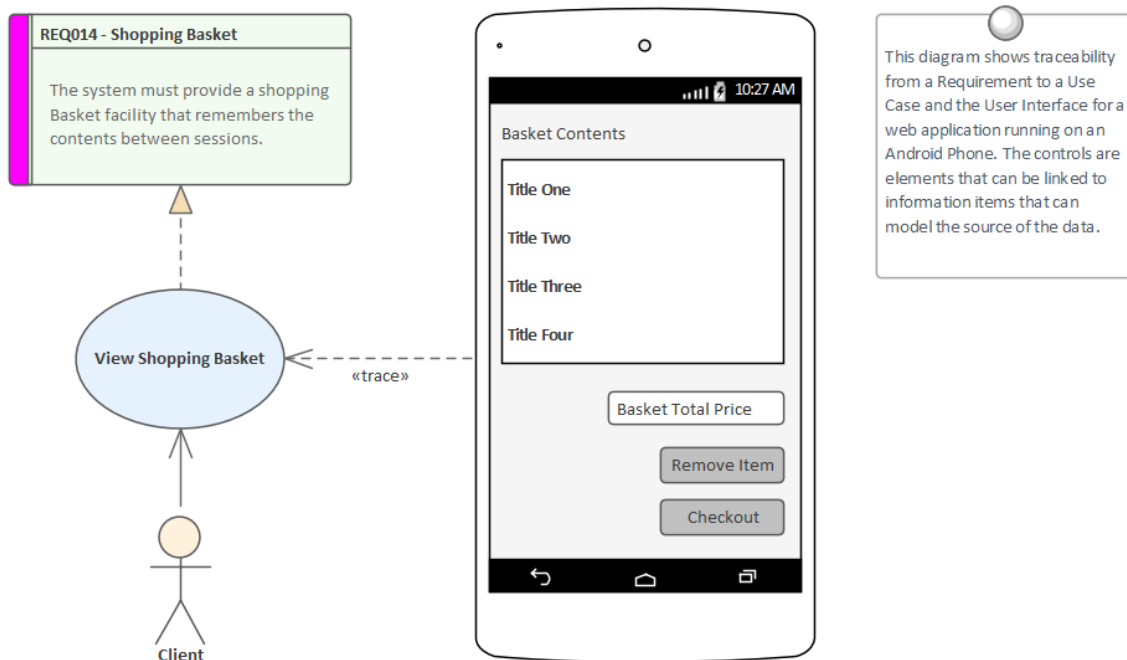 REQ014 - Shopping Basket
The system must provide a shopping
Basket facility that remembers the
contents between sessions.
View Shopping Basket
«trace»
Client
10:27 AM
Basket Contents
Title One
Title Two
Title Three
Title Four
Basket Total Price
Remove Item
Checkout
This diagram shows traceability
from a Requirement to a Use
Case and the User Interface for a
web application running on an
Android Phone. The controls are
elements that can be linked to
information items that can
model the source of the data.